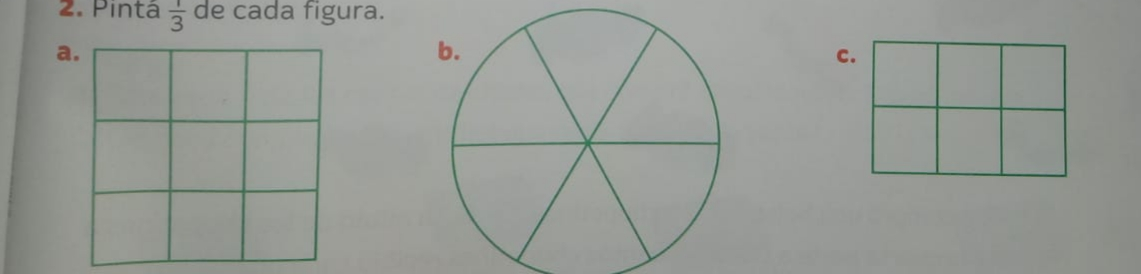 2. Pintá 1/3 de cada figura.
a. b. c.